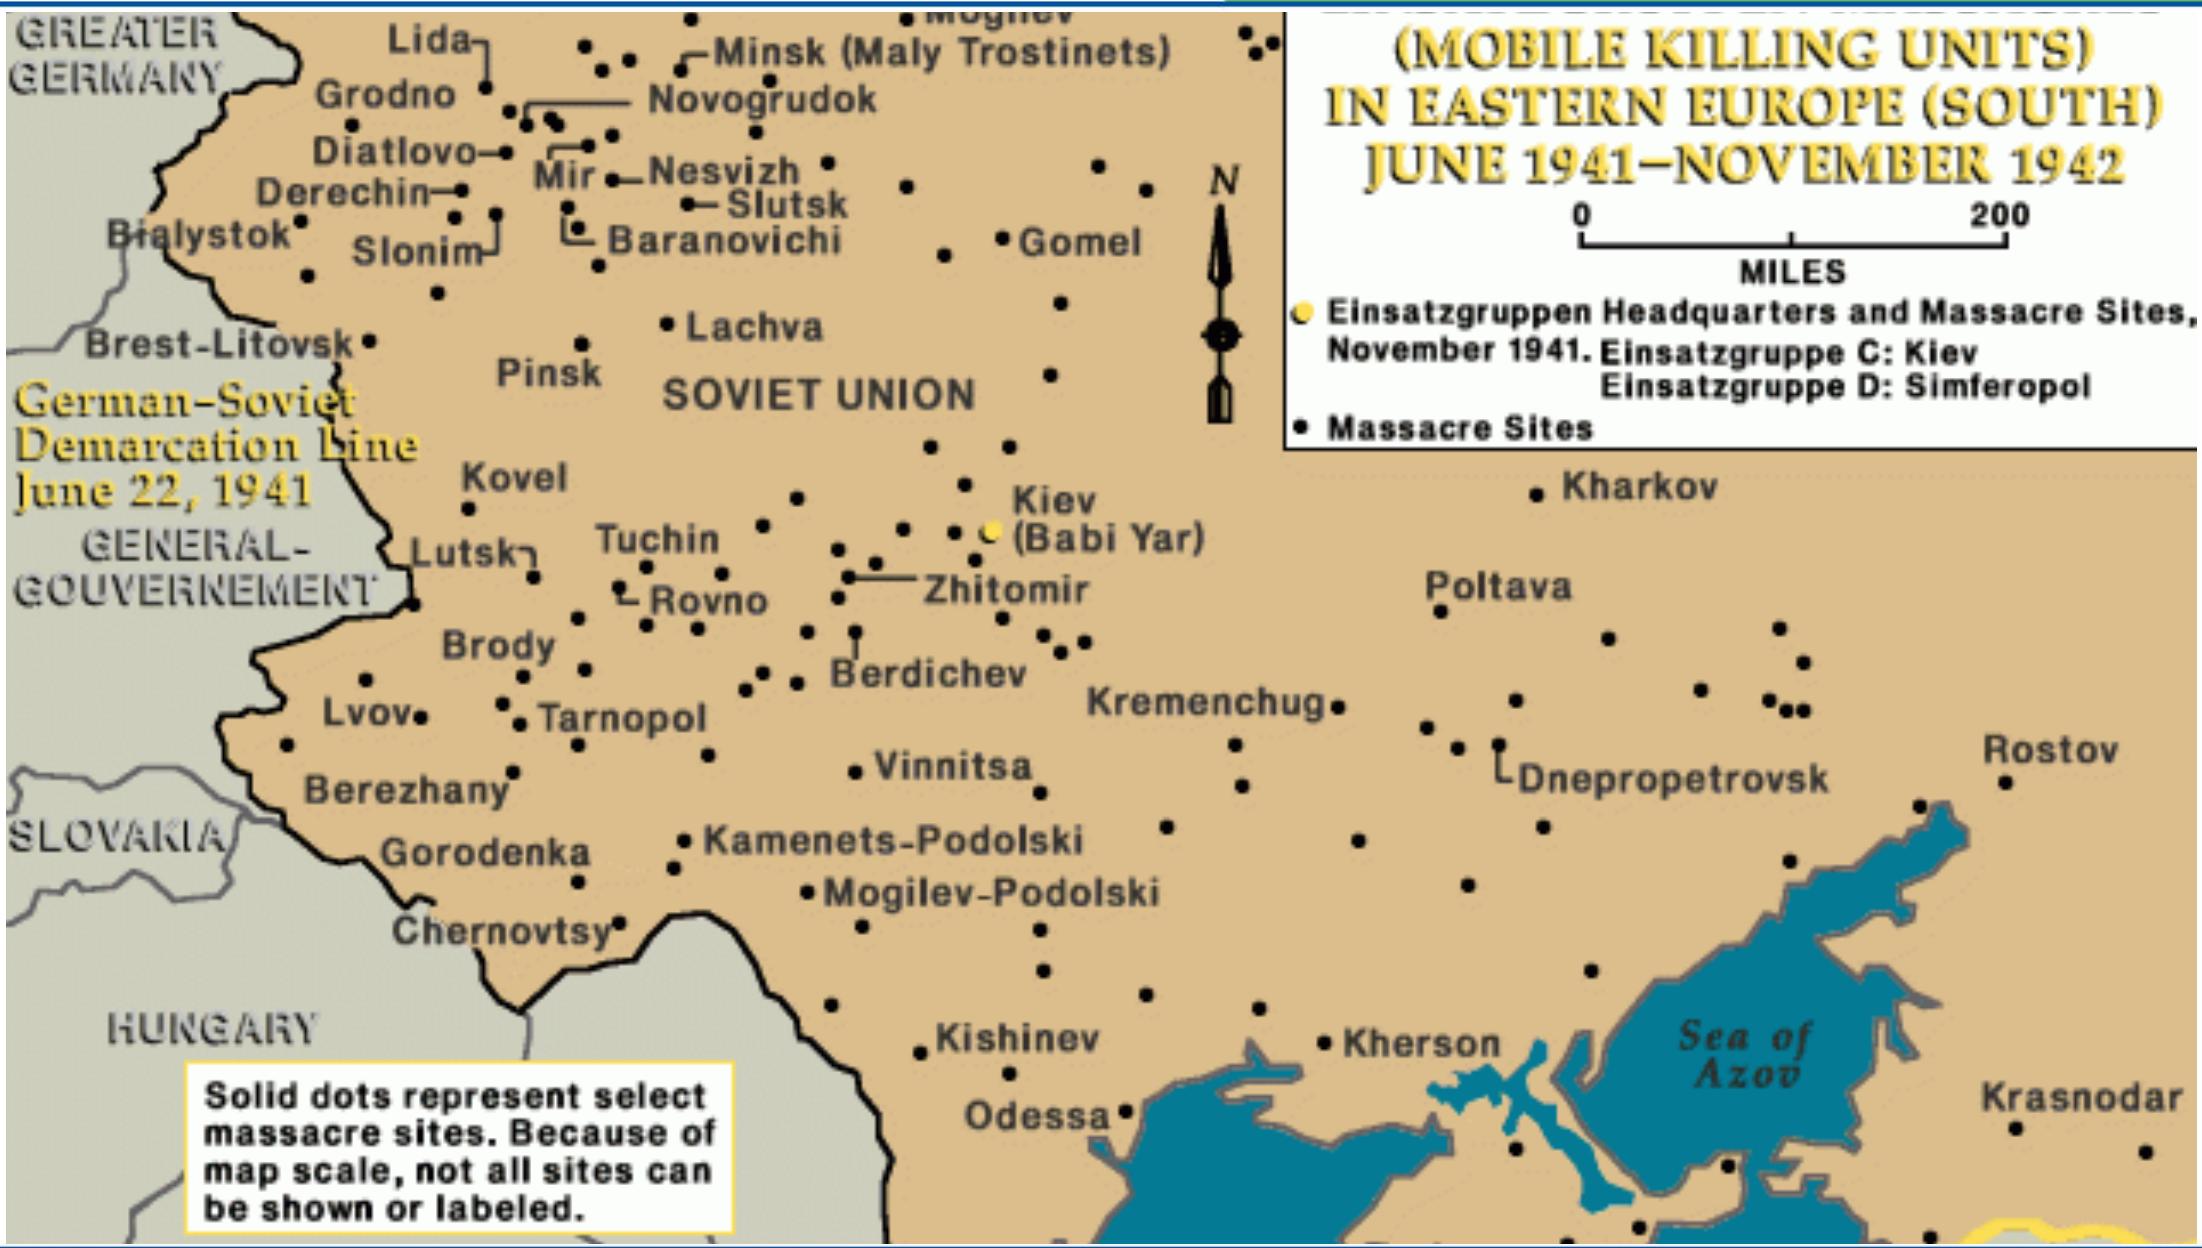 GREATER
GERMANY
Lida
Mogilev
Minsk (Maly Trostinets)
Grodno
Novogrudok
Diatlovo
Mir
Nesvizh
Derechin
Slutsk
Bialystok
Slonim
Baranovichi
Gomel
N
(MOBILE KILLING UNITS)
IN EASTERN EUROPE (SOUTH)
JUNE 1941–NOVEMBER 1942
0 200
MILES
Einsatzgruppen Headquarters and Massacre Sites,
November 1941. Einsatzgruppe C: Kiev
Einsatzgruppe D: Simferopol
Massacre Sites
Lachva
Brest-Litovsk
Pinsk
SOVIET UNION
German-Soviet
Demarcation Line
June 22, 1941
Kovel
Kiev
(Babi Yar)
Kharkov
GENERAL-
GOUVERNEMENT
Lutsk
Tuchin
Zhitomir
Rovno
Poltava
Brody
Berdichev
Kremenchug
Lvov
Tarnopol
Vinnitsa
Dnepropetrovsk
Rostov
Berezhany
SLOVAKIA
Gorodenka
Kamenets-Podolski
Mogilev-Podolski
Chernovtsy
HUNGARY
Kishinev
Kherson
Sea of
Azov
Odessa
Krasnodar
Solid dots represent select
massacre sites. Because of
map scale, not all sites can
be shown or labeled.